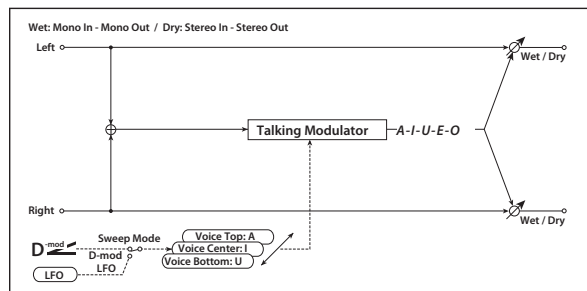 Wet: Mono In - Mono Out / Dry: Stereo In - Stereo Out
Left
Wet / Dry
Talking Modulator
A-I-U-E-O
Right
Wet / Dry
D-mod
Sweep Mode
D-mod
LFO
LFO
Voice Top: A
Voice Center: I
Voice Bottom: U